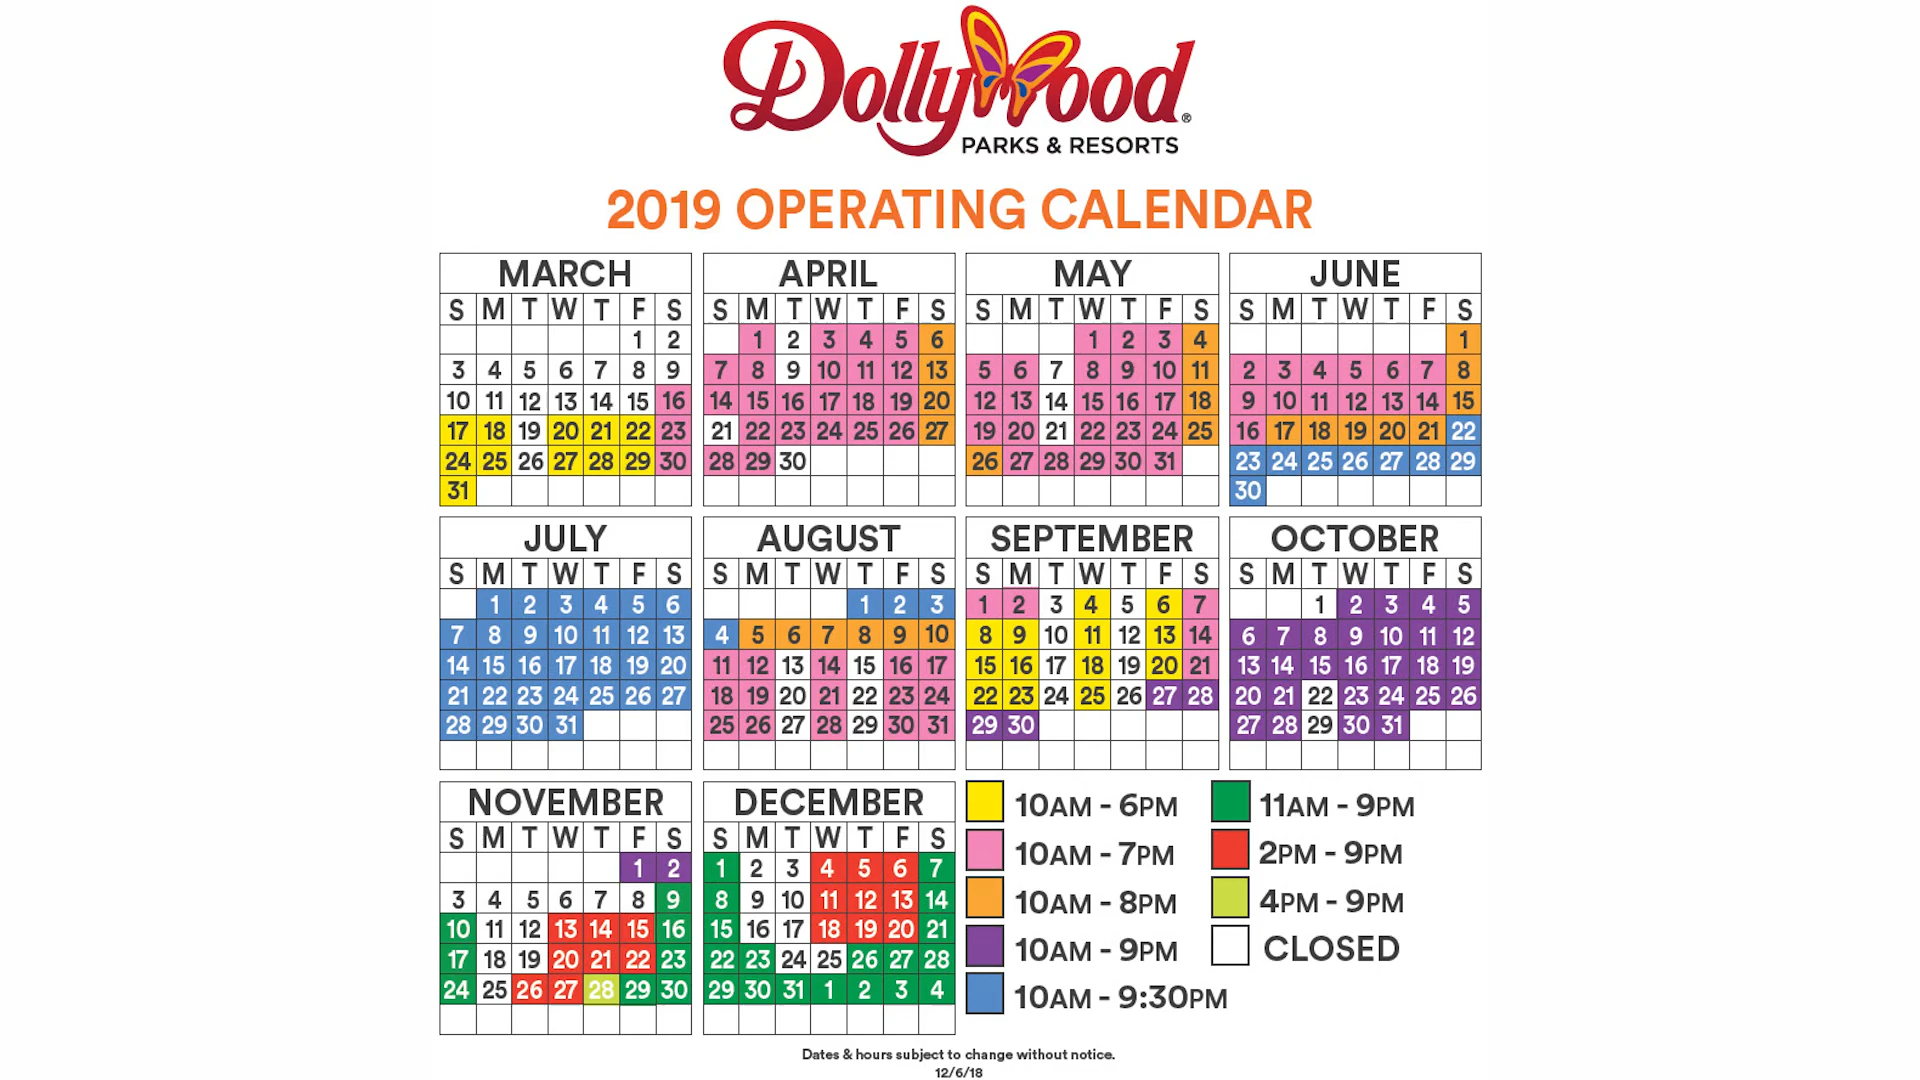 Dollywood®
PARKS & RESORTS
2019 OPERATING CALENDAR
MARCH
S M T W T F S
1 2
3 4 5 6 7 8 9
10 11 12 13 14 15 16
17 18 19 20 21 22 23
24 25 26 27 28 29 30
31
APRIL
S M T W T F S
1 2 3 4 5 6
7 8 9 10 11 12 13
14 15 16 17 18 19 20
21 22 23 24 25 26 27
28 29 30
MAY
S M T W T F S
1 2 3 4
5 6 7 8 9 10 11
12 13 14 15 16 17 18
19 20 21 22 23 24 25
26 27 28 29 30 31
JUNE
S M T W T F S
1
2 3 4 5 6 7 8
9 10 11 12 13 14 15
16 17 18 19 20 21 22
23 24 25 26 27 28 29
30
JULY
S M T W T F S
1 2 3 4 5 6
7 8 9 10 11 12 13
14 15 16 17 18 19 20
21 22 23 24 25 26 27
28 29 30 31
AUGUST
S M T W T F S
1 2 3
4 5 6 7 8 9 10
11 12 13 14 15 16 17
18 19 20 21 22 23 24
25 26 27 28 29 30 31
SEPTEMBER
S M T W T F S
1 2 3 4 5 6 7
8 9 10 11 12 13 14
15 16 17 18 19 20 21
22 23 24 25 26 27 28
29 30
OCTOBER
S M T W T F S
1 2 3 4 5
6 7 8 9 10 11 12
13 14 15 16 17 18 19
20 21 22 23 24 25 26
27 28 29 30 31
NOVEMBER
S M T W T F S
1 2
3 4 5 6 7 8 9
10 11 12 13 14 15 16
17 18 19 20 21 22 23
24 25 26 27 28 29 30
DECEMBER
S M T W T F S
1 2 3 4 5 6 7
8 9 10 11 12 13 14
15 16 17 18 19 20 21
22 23 24 25 26 27 28
29 30 31 1 2 3 4
10AM - 6PM
10AM - 7PM
10AM - 8PM
10AM - 9PM
10AM - 9:30PM
11AM - 9PM
2PM - 9PM
4PM - 9PM
CLOSED
Dates & hours subject to change without notice.
12/6/18